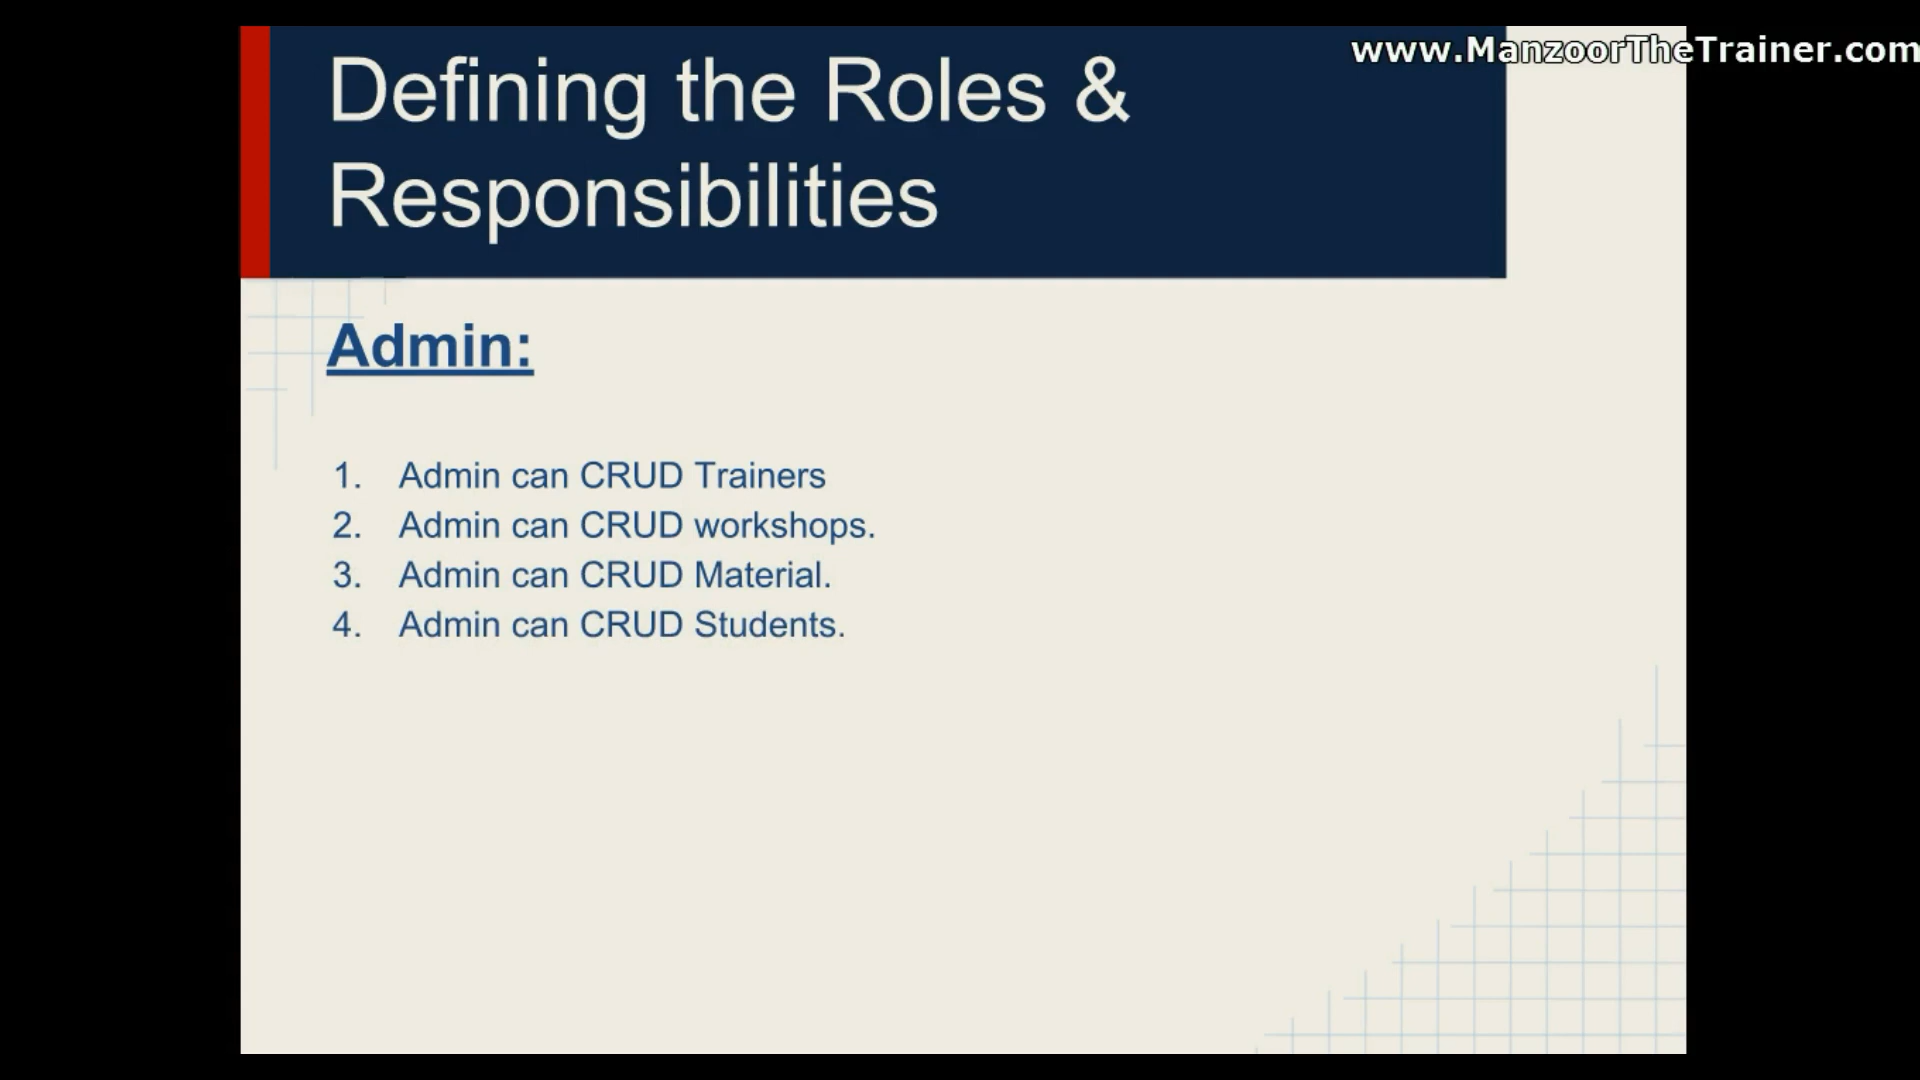 www.ManzoorTheTrainer.com
Defining the Roles &
Responsibilities
Admin:
1. Admin can CRUD Trainers
2. Admin can CRUD workshops.
3. Admin can CRUD Material.
4. Admin can CRUD Students.